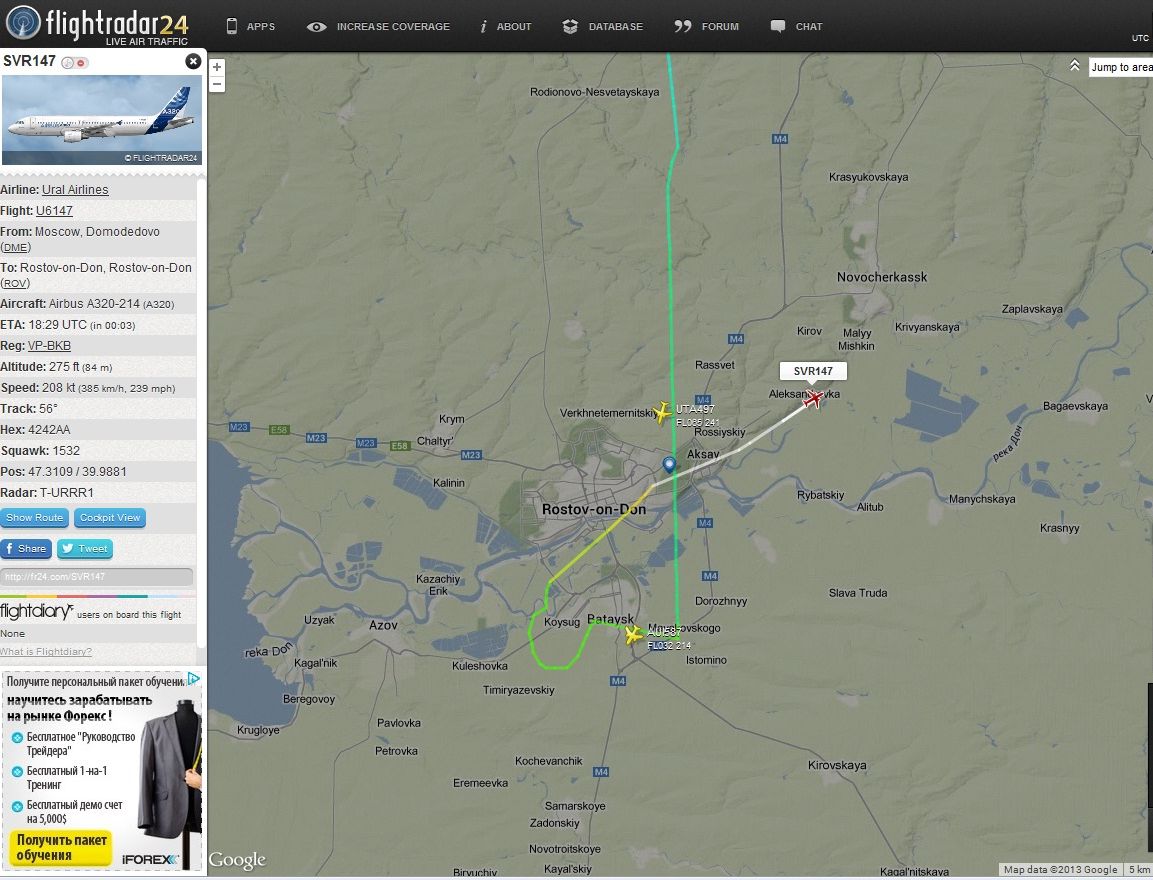 flightradar24
LIVE AIR TRAFFIC
APPS
INCREASE COVERAGE
ABOUT
DATABASE
FORUM
CHAT
UTC
SVR147
A320
© FLIGHTRADAR24
Airline: Ural Airlines
Flight: U6147
From: Moscow, Domodedovo
(DME)
To: Rostov-on-Don, Rostov-on-Don
(ROV)
Aircraft: Airbus A320-214 (A320)
ETA: 18:29 UTC (in 00:03)
Reg: VP-BKB
Altitude: 275 ft (84 m)
Speed: 208 kt (385 km/h, 239 mph)
Track: 56°
Hex: 4242AA
Squawk: 1532
Pos: 47.3109 / 39.9881
Radar: T-URRR1
Show Route
Cockpit View
Share
Tweet
http://fr24.com/SVR147
flightdiary users on board this flight
None
What is Flightdiary?
Получите персональный пакет обучени
научитесь зарабатывать
на рынке Форекс !
Бесплатное "Руководство
Трейдера"
Бесплатный 1-на-1
Тренинг
Бесплатный демо счет
на 5,000$
Получить пакет
обучения
iFOREX
+
−
Jump to area
Rodionovo-Nesvetayskaya
M4
Krasyukovskaya
Novocherkassk
Zaplavskaya
Kirov
Malyy
Mishkin
Krivyanskaya
M4
Rassvet
SVR147
Aleksandrovka
Bagaevskaya
M4
UTA497
FL066 241
Verkhnetemernitskiy
Rossiyskiy
Krym
Chaltyr'
M23
E58
M23
M23
E58
M23
Aksay
Kalinin
река Дон
Rybatskiy
Alitub
Manychskaya
Rostov-on-Don
M4
Krasnyy
Kazachiy
Erik
M4
Dorozhnyy
Slava Truda
Uzyak
Azov
Koysug
Bataysk
FL032 214
reka Don
Kagal'nik
Kuleshovka
Istomino
M4
Timiryazevskiy
Beregovoy
Krugloye
Pavlovka
Petrovka
Kochevanchik
Kirovskaya
M4
Eremeevka
Samarskoye
Zadonskiy
Novotroitskoye
Kayal'skiy
Biryuchiy
Kagal'nitskaya
Google
Map data ©2013 Google
5 km